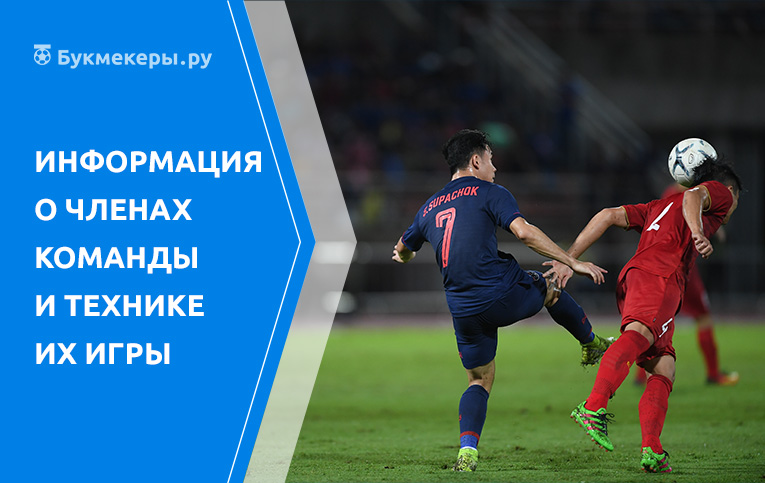 Букмекеры.ру
ИНФОРМАЦИЯ
О ЧЛЕНАХ
КОМАНДЫ
И ТЕХНИКЕ
ИХ ИГРЫ
S.SUPACHOK
7